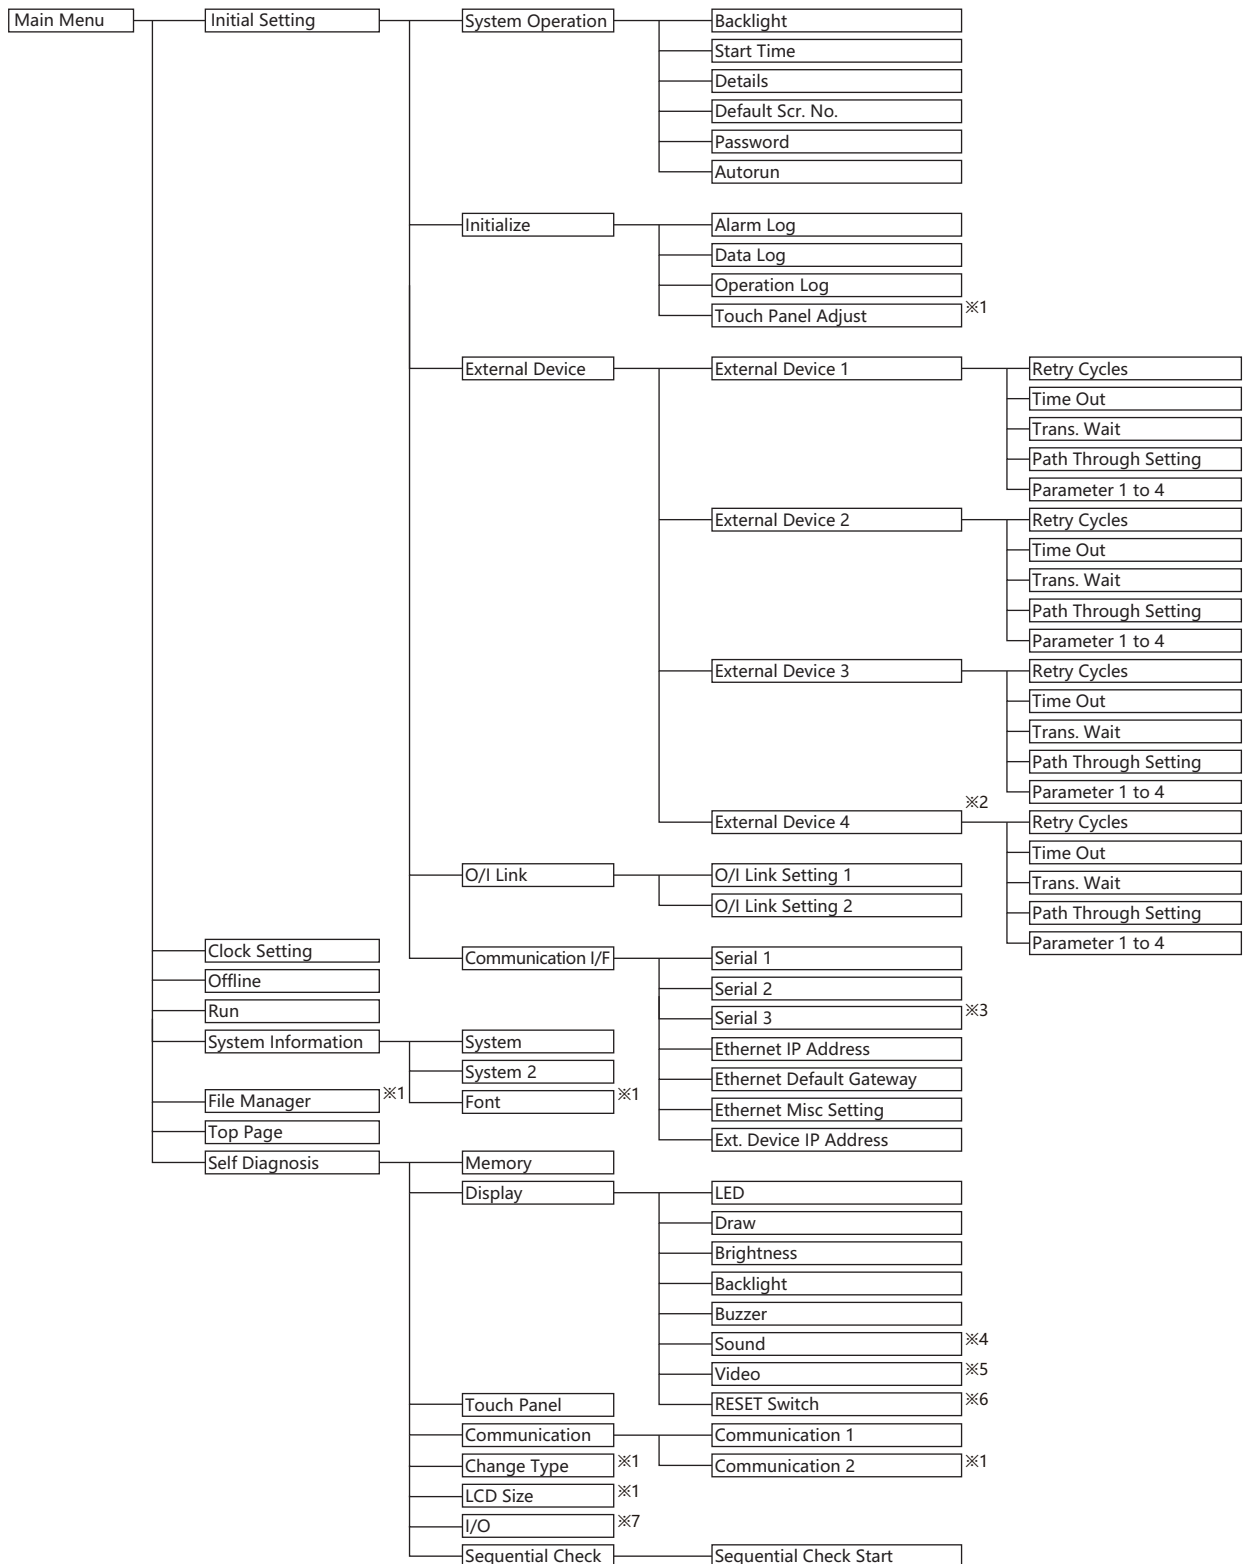 Main Menu Initial Setting System Operation Backlight
Start Time
Details
Default Scr. No.
Password
Autorun
Initialize Alarm Log
Data Log
Operation Log
Touch Panel Adjust ※1
External Device External Device 1 Retry Cycles
Time Out
Trans. Wait
Path Through Setting
Parameter 1 to 4
External Device 2 Retry Cycles
Time Out
Trans. Wait
Path Through Setting
Parameter 1 to 4
External Device 3 Retry Cycles
Time Out
Trans. Wait
Path Through Setting
Parameter 1 to 4
External Device 4 ※2 Retry Cycles
Time Out
Trans. Wait
Path Through Setting
Parameter 1 to 4
O/I Link O/I Link Setting 1
O/I Link Setting 2
Communication I/F Serial 1
Serial 2
Serial 3 ※3
Ethernet IP Address
Ethernet Default Gateway
Ethernet Misc Setting
Ext. Device IP Address
Clock Setting
Offline
Run
System Information System
System 2
Font ※1
File Manager ※1
Top Page
Self Diagnosis Memory
Display LED
Draw
Brightness
Backlight
Buzzer
Sound ※4
Video ※5
RESET Switch ※6
Touch Panel
Communication Communication 1
Communication 2 ※1
Change Type ※1
LCD Size ※1
I/O ※7
Sequential Check Sequential Check Start